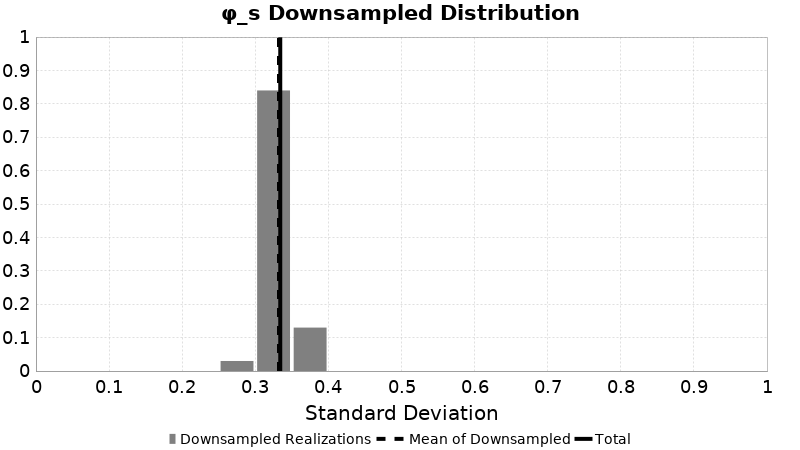 φ_s Downsampled Distribution
1
0.9
0.8
0.7
0.6
0.5
0.4
0.3
0.2
0.1
0
0 0.1 0.2 0.3 0.4 0.5 0.6 0.7 0.8 0.9 1
Standard Deviation
Downsampled Realizations Mean of Downsampled Total